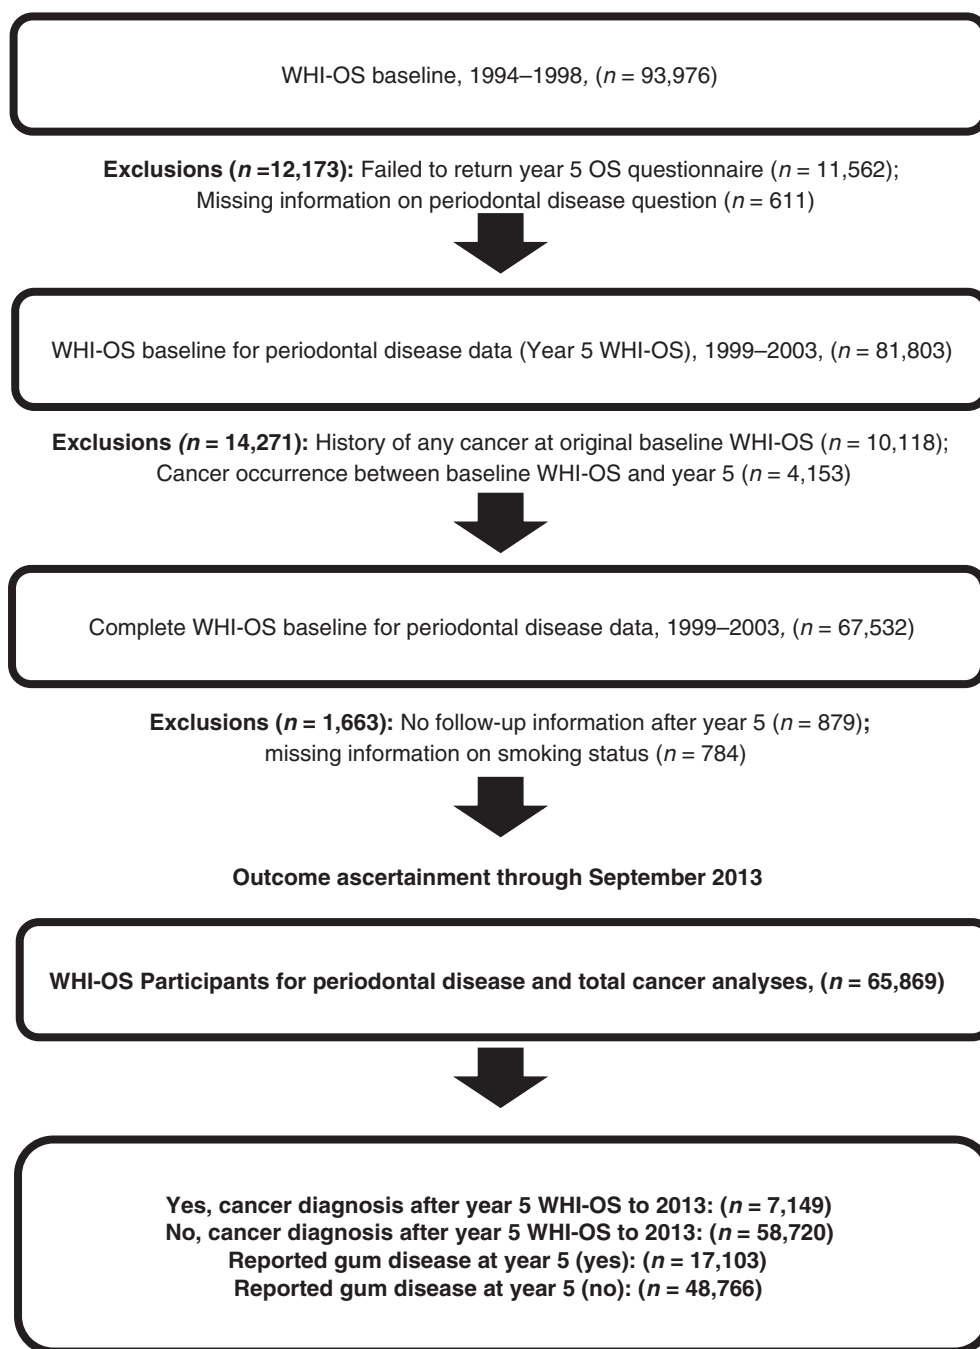 WHI-OS baseline, 1994–1998, (n = 93,976)
Exclusions (n =12,173): Failed to return year 5 OS questionnaire (n = 11,562);
Missing information on periodontal disease question (n = 611)
WHI-OS baseline for periodontal disease data (Year 5 WHI-OS), 1999–2003, (n = 81,803)
Exclusions (n = 14,271): History of any cancer at original baseline WHI-OS (n = 10,118);
Cancer occurrence between baseline WHI-OS and year 5 (n = 4,153)
Complete WHI-OS baseline for periodontal disease data, 1999–2003, (n = 67,532)
Exclusions (n = 1,663): No follow-up information after year 5 (n = 879);
missing information on smoking status (n = 784)
Outcome ascertainment through September 2013
WHI-OS Participants for periodontal disease and total cancer analyses, (n = 65,869)
Yes, cancer diagnosis after year 5 WHI-OS to 2013: (n = 7,149)
No, cancer diagnosis after year 5 WHI-OS to 2013: (n = 58,720)
Reported gum disease at year 5 (yes): (n = 17,103)
Reported gum disease at year 5 (no): (n = 48,766)